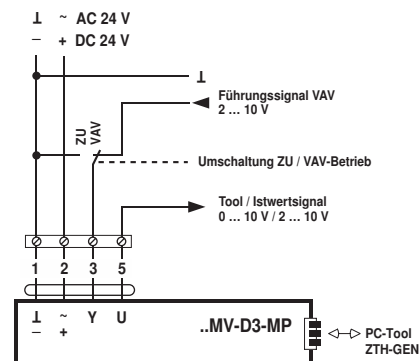 ⊥ ~ AC 24 V
– + DC 24 V
⊥
Führungssignal VAV
2 ... 10 V
ZU
VAV
Umschaltung ZU / VAV-Betrieb
Tool / Istwertsignal
0 ... 10 V / 2 ... 10 V
1 2 3 5
⊥ ~ Y U
– +
..MV-D3-MP
PC-Tool
ZTH-GEN